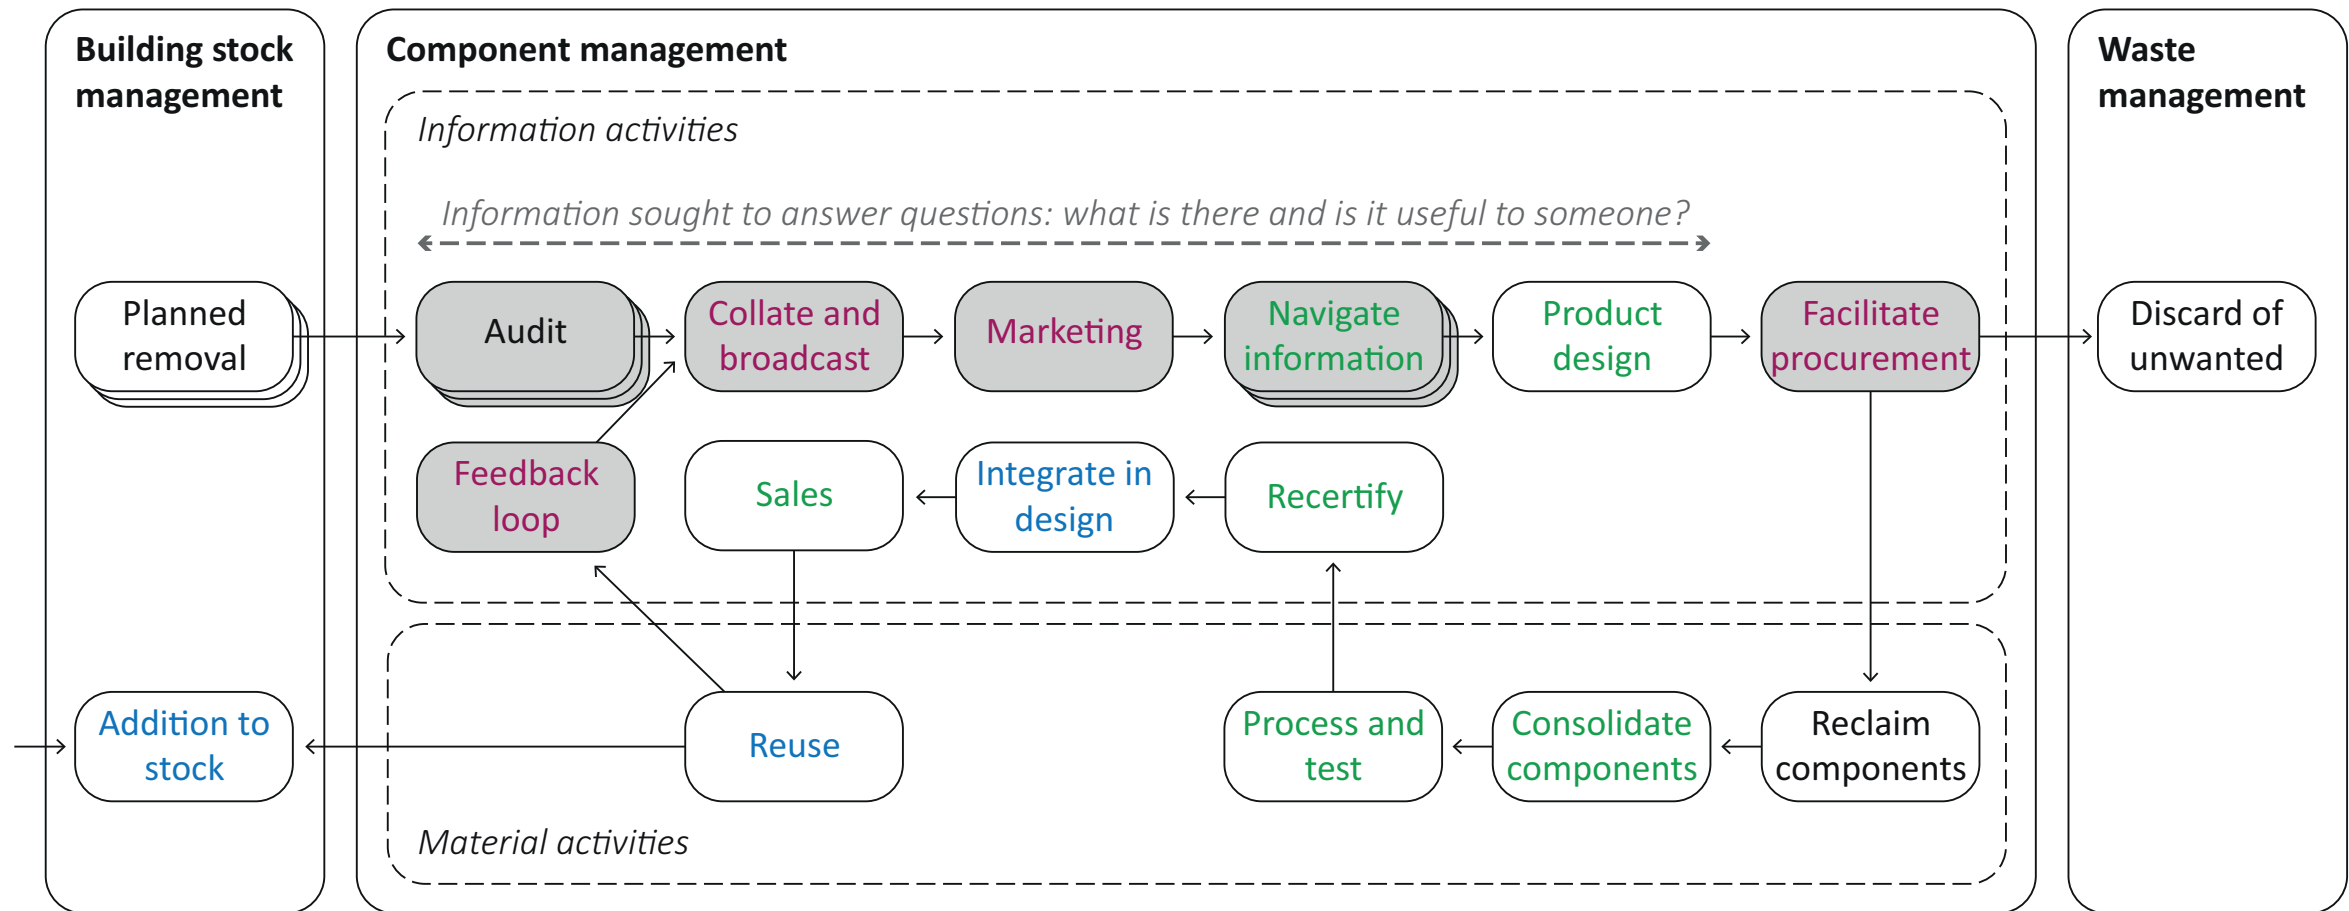 Building stock
management
Component management
Waste
management
Information activities
Information sought to answer questions: what is there and is it useful to someone?
Planned
removal
Audit
Collate and
broadcast
Marketing
Navigate
information
Product
design
Facilitate
procurement
Discard of
unwanted
Feedback
loop
Sales
Integrate in
design
Recertify
Addition to
stock
Reuse
Process and
test
Consolidate
components
Reclaim
components
Material activities